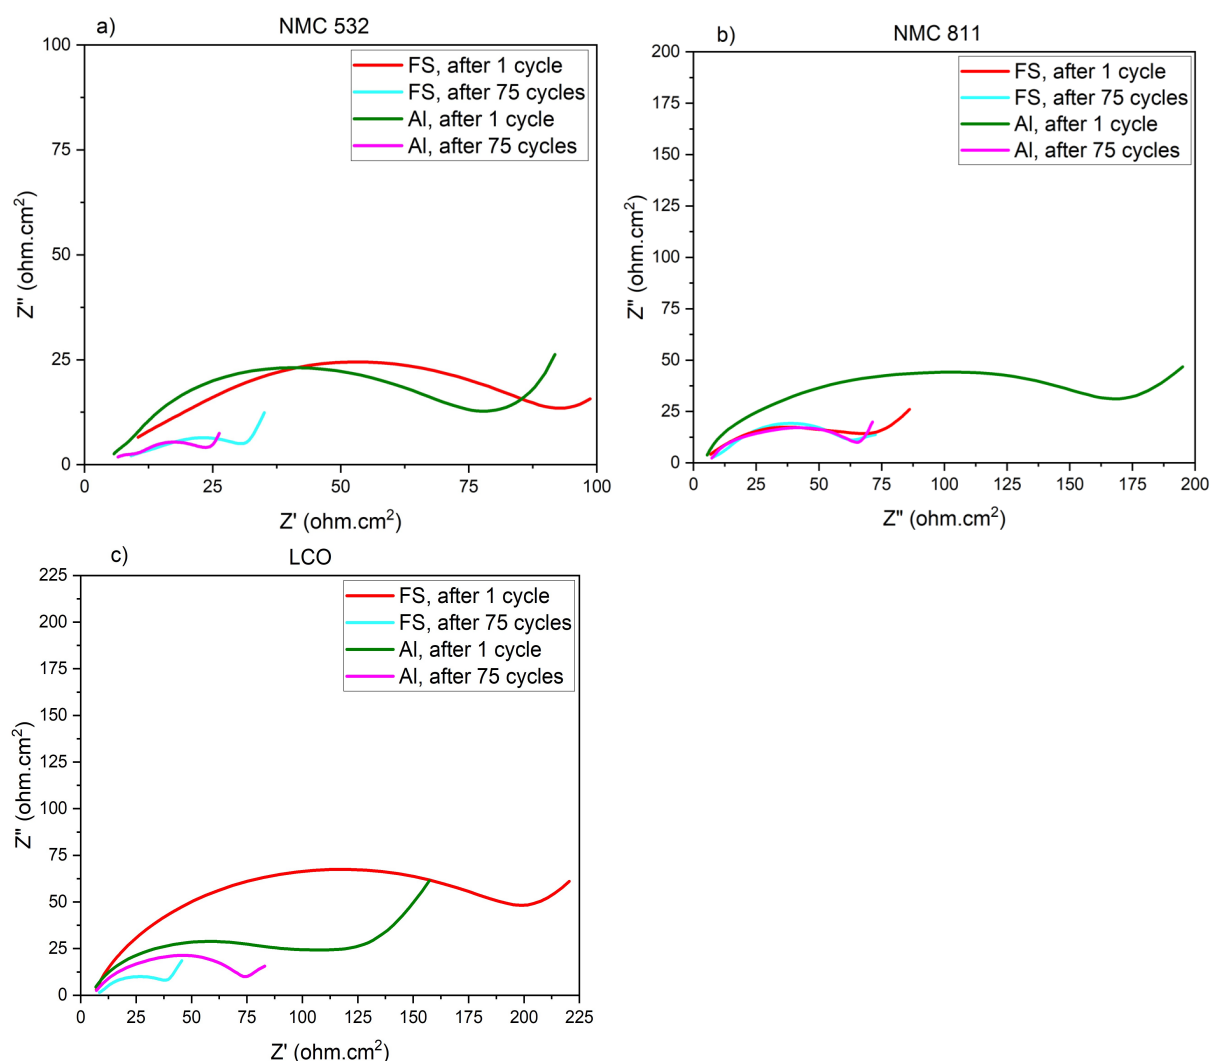 a)
NMC 532
100
75
50
25
0
Z'' (ohm.cm²)
FS, after 1 cycle
FS, after 75 cycles
Al, after 1 cycle
Al, after 75 cycles
0 25 50 75 100
Z' (ohm.cm²)
b)
NMC 811
200
175
150
125
100
75
50
25
0
Z'' (ohm.cm²)
FS, after 1 cycle
FS, after 75 cycles
Al, after 1 cycle
Al, after 75 cycles
0 25 50 75 100 125 150 175 200
Z'' (ohm.cm²)
c)
LCO
225
200
175
150
125
100
75
50
25
0
Z'' (ohm.cm²)
FS, after 1 cycle
FS, after 75 cycles
Al, after 1 cycle
Al, after 75 cycles
0 25 50 75 100 125 150 175 200 225
Z' (ohm.cm²)